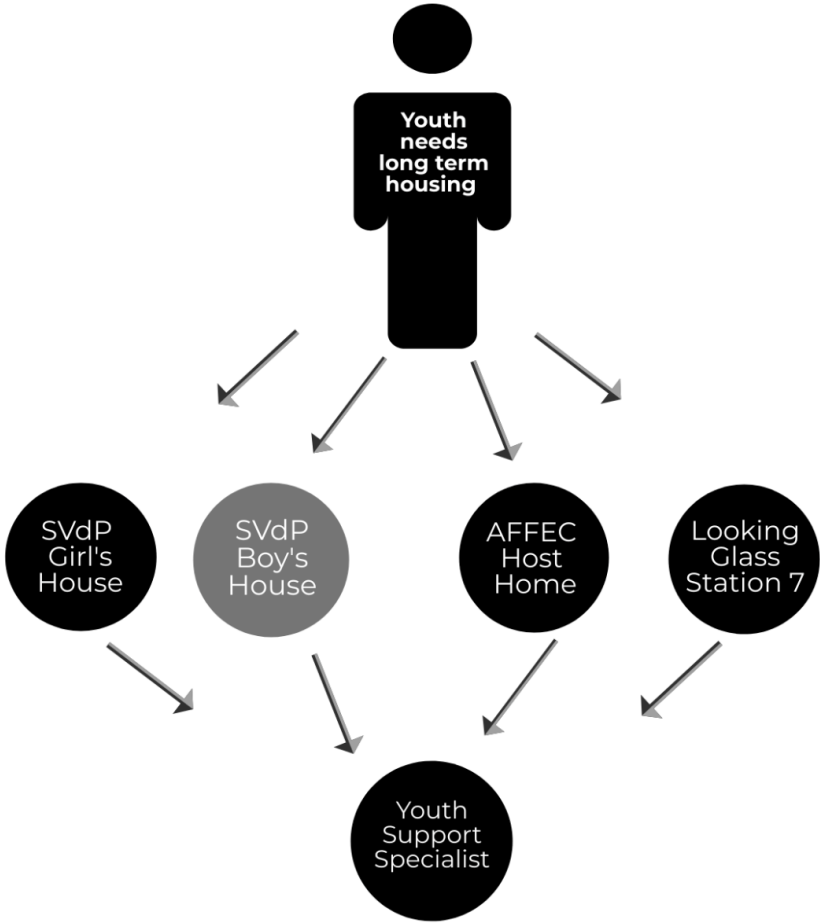 Youth
needs
long term
housing
SVdP
Girl's
House
SVdP
Boy's
House
AFFEC
Host
Home
Looking
Glass
Station 7
Youth
Support
Specialist